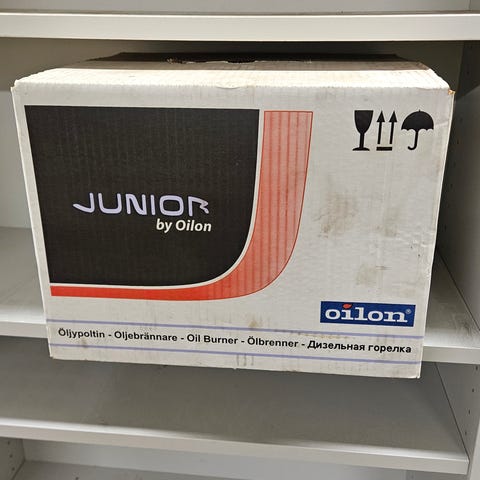 JUNIOR
by Oilon
oilon®
Öljypoltin - Oljebrännare - Oil Burner - Ölbrenner - Дизельная горелка